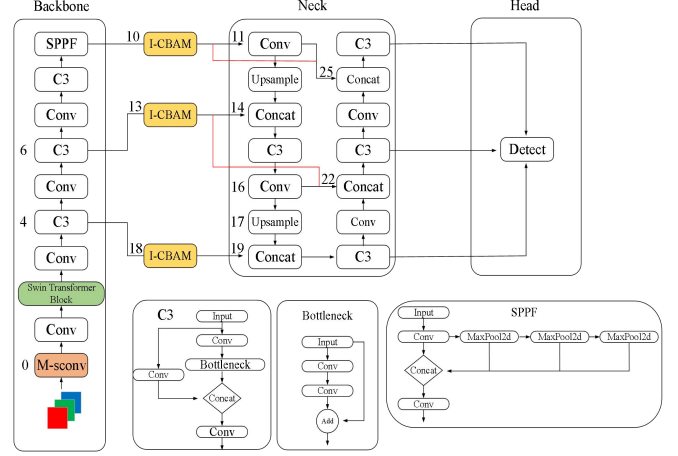 Backbone
Neck
Head
SPPF
10
I-CBAM
11
Conv
C3
C3
Upsample
25
Concat
Conv
13
I-CBAM
14
Concat
Conv
6
C3
C3
C3
Detect
Conv
16
Conv
22
Concat
4
C3
17
Upsample
Conv
Conv
18
I-CBAM
19
Concat
C3
Swin Transformer
Block
Conv
0
M-sconv
C3
Input
Conv
Bottleneck
Conv
Concat
Conv
Bottleneck
Input
Conv
Conv
Add
SPPF
Input
Conv
MaxPool2d
MaxPool2d
MaxPool2d
Concat
Conv